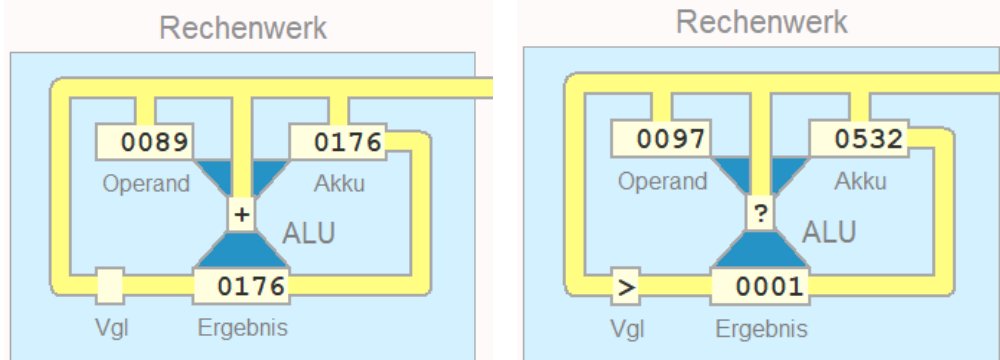 Rechenwerk
0089
0176
Operand
Akku
+
ALU
0176
Vgl
Ergebnis
Rechenwerk
0097
0532
Operand
Akku
?
ALU
>
0001
Vgl
Ergebnis